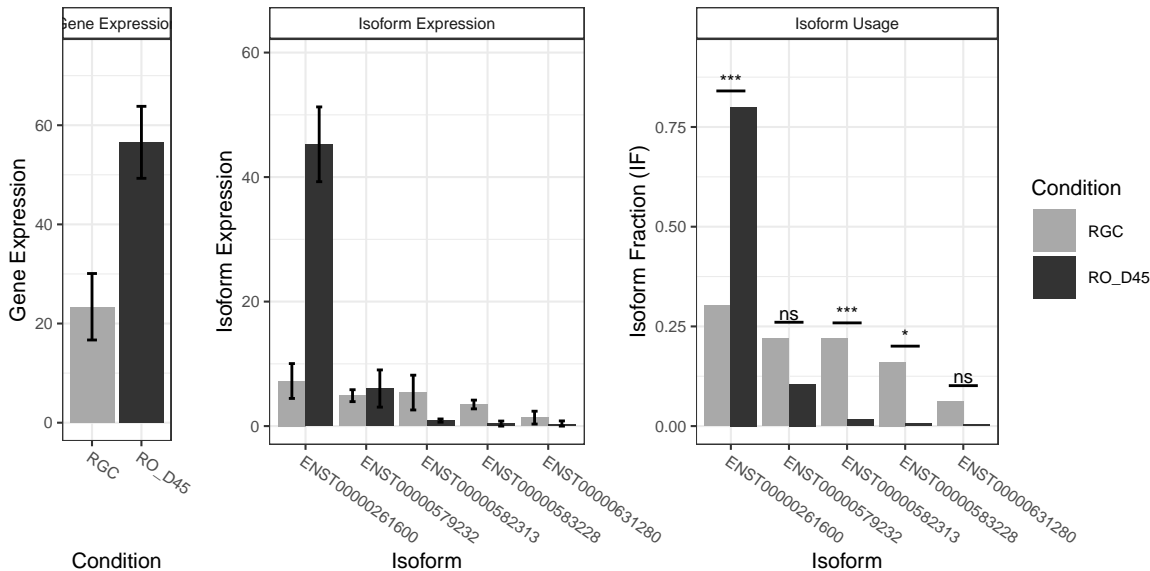 Gene Expression
Isoform Expression
Isoform Usage
Gene Expression
60
40
20
0
RGC
RO_D45
Condition
Isoform Expression
60
40
20
0
ENST00000261600
ENST00000579232
ENST00000582313
ENST00000583228
ENST00000631280
Isoform
Isoform Fraction (IF)
0.75
0.50
0.25
0.00
***
ns
***
*
ns
ENST00000261600
ENST00000579232
ENST00000582313
ENST00000583228
ENST00000631280
Isoform
Condition
RGC
RO_D45